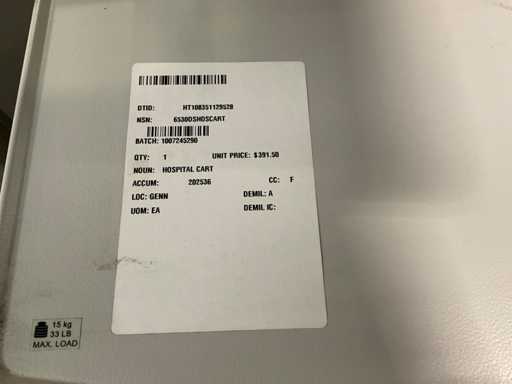 DTID: HT108351129528
NSN: 6530DSHOSCART
BATCH: 1007245290
QTY: 1 UNIT PRICE: $391.50
NOUN: HOSPITAL CART
ACCUM: 202536 CC: F
LOC: GENN DEMIL: A
UOM: EA DEMIL IC:
15 kg
33 LB
MAX. LOAD